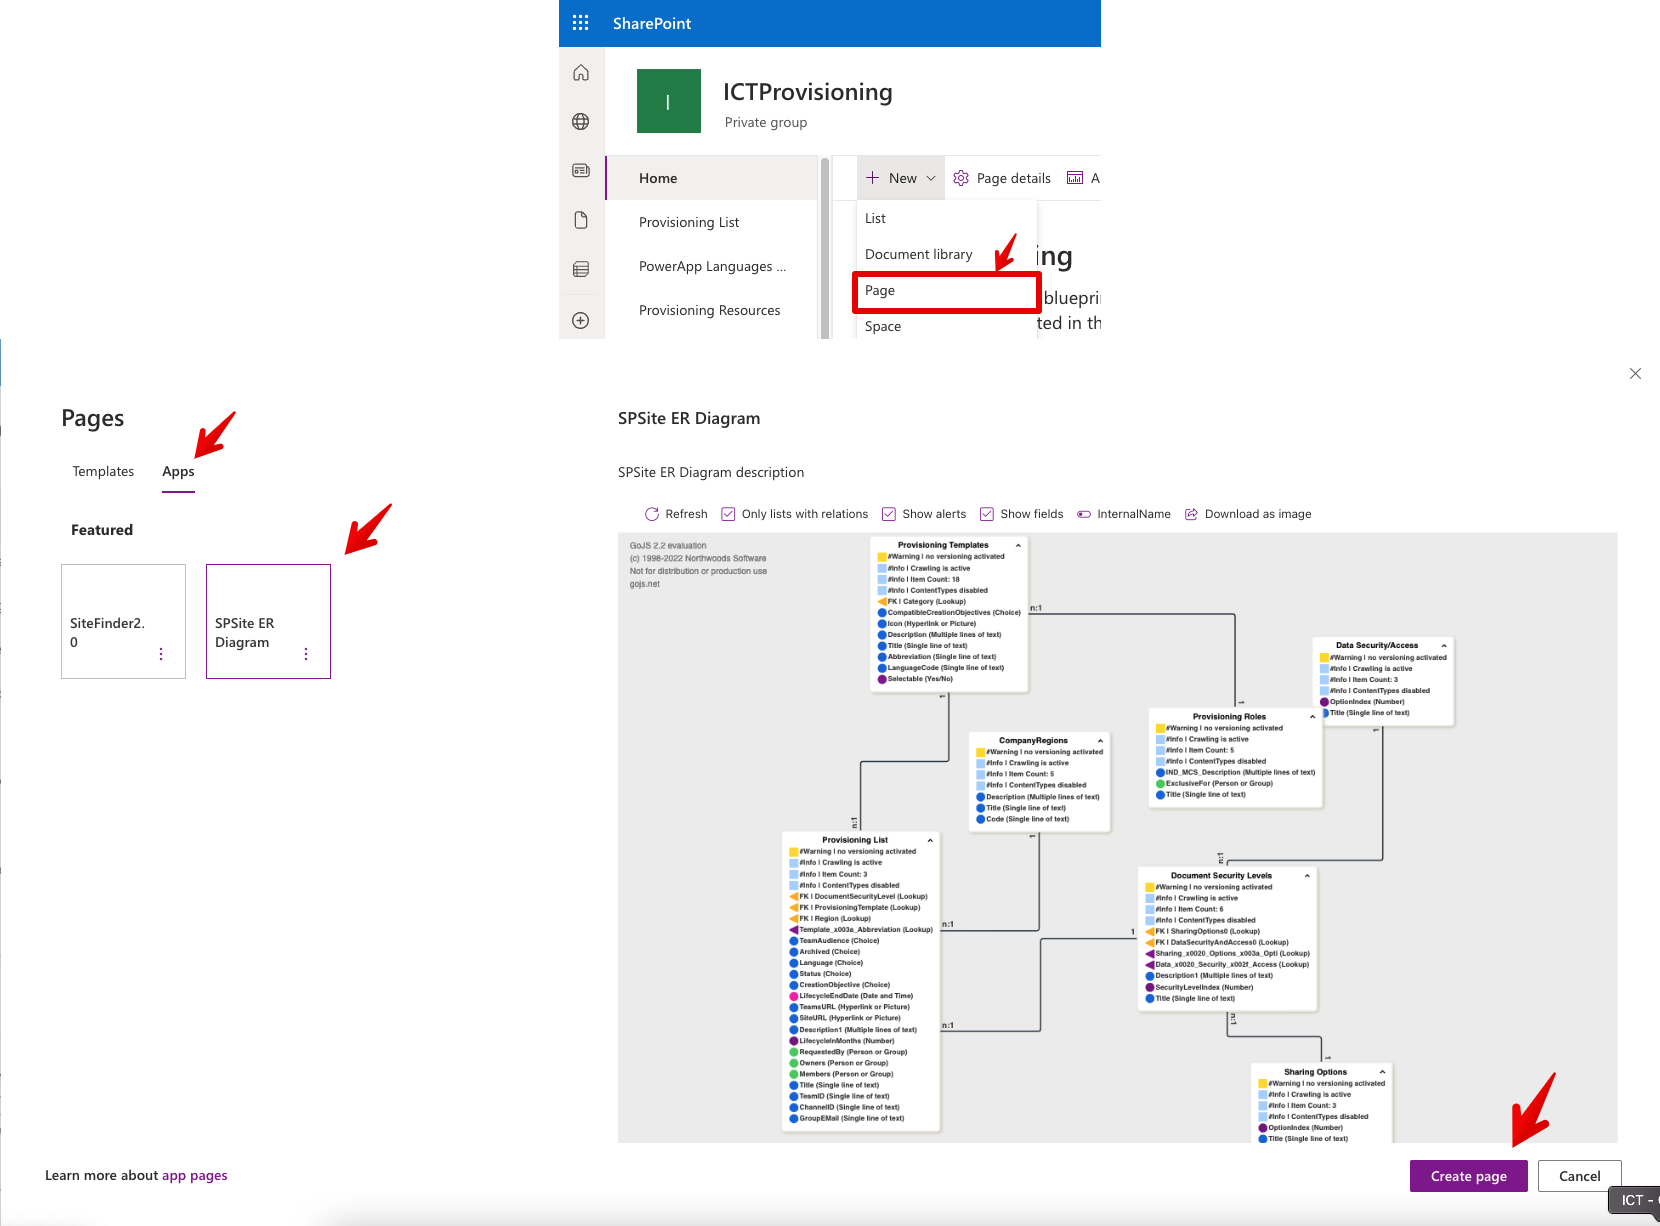 SharePoint
I
ICTProvisioning
Private group
Home
New
Page details
A
Provisioning List
PowerApp Languages ...
Provisioning Resources
List
Document library
Page
Space
ing
blueprin
ted in th
Pages
Templates
Apps
Featured
SiteFinder2.
0
SPSite ER
Diagram
SPSite ER Diagram
SPSite ER Diagram description
Refresh
Only lists with relations
Show alerts
Show fields
InternalName
Download as image
GoJS 2.2 evaluation
(c) 1998-2022 Northwoods Software
Not for distribution or production use
gojs.net
Provisioning Templates
#Warning | no versioning activated
#Info | Crawling is active
#Info | Item Count: 18
#Info | ContentTypes disabled
FK | Category (Lookup)
CompatibleCreationObjectives (Choice)
Icon (Hyperlink or Picture)
Description (Multiple lines of text)
Title (Single line of text)
Abbreviation (Single line of text)
LanguageCode (Single line of text)
Selectable (Yes/No)
n:1
1
1
Data Security/Access
#Warning | no versioning activated
#Info | Crawling is active
#Info | Item Count: 3
#Info | ContentTypes disabled
OptionIndex (Number)
Title (Single line of text)
1
Provisioning Roles
#Warning | no versioning activated
#Info | Crawling is active
#Info | Item Count: 5
#Info | ContentTypes disabled
IND_MCS_Description (Multiple lines of text)
ExclusiveFor (Person or Group)
Title (Single line of text)
CompanyRegions
#Warning | no versioning activated
#Info | Crawling is active
#Info | Item Count: 5
#Info | ContentTypes disabled
Description (Multiple lines of text)
Title (Single line of text)
Code (Single line of text)
1
n:1
Provisioning List
#Warning | no versioning activated
#Info | Crawling is active
#Info | Item Count: 3
#Info | ContentTypes disabled
FK | DocumentSecurityLevel (Lookup)
FK | ProvisioningTemplate (Lookup)
FK | Region (Lookup)
Template_x003a_Abbreviation (Lookup)
TeamAudience (Choice)
Archived (Choice)
Language (Choice)
Status (Choice)
CreationObjective (Choice)
LifecycleEndDate (Date and Time)
TeamsURL (Hyperlink or Picture)
SiteURL (Hyperlink or Picture)
Description1 (Multiple lines of text)
LifecycleInMonths (Number)
RequestedBy (Person or Group)
Owners (Person or Group)
Members (Person or Group)
Title (Single line of text)
TeamID (Single line of text)
ChannelID (Single line of text)
GroupEMail (Single line of text)
n:1
n:1
1
n:1
Document Security Levels
#Warning | no versioning activated
#Info | Crawling is active
#Info | Item Count: 6
#Info | ContentTypes disabled
FK | SharingOptions0 (Lookup)
FK | DataSecurityAndAccess0 (Lookup)
Sharing_x0020_Options_x003a_Opti (Lookup)
Data_x0020_Security_x002f_Access (Lookup)
Description1 (Multiple lines of text)
SecurityLevelIndex (Number)
Title (Single line of text)
n:1
1
Sharing Options
#Warning | no versioning activated
#Info | Crawling is active
#Info | Item Count: 3
#Info | ContentTypes disabled
OptionIndex (Number)
Title (Single line of text)
Learn more about app pages
Create page
Cancel
ICT -